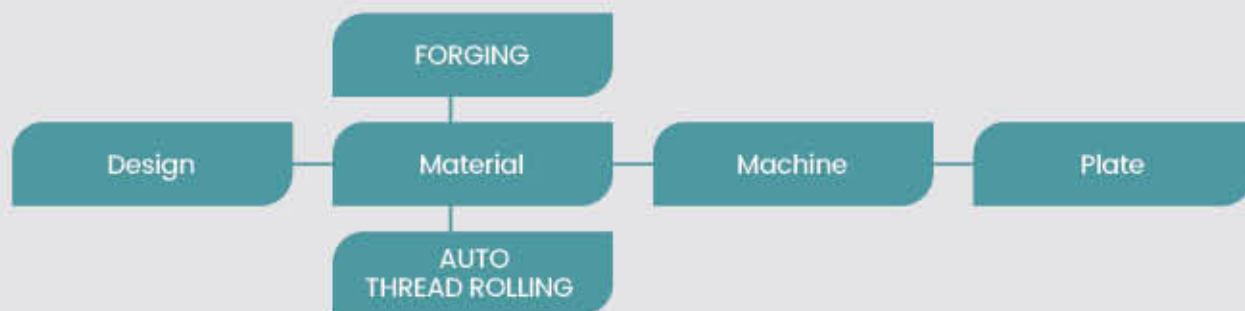 FORGING
Design
Material
Machine
Plate
AUTO
THREAD ROLLING